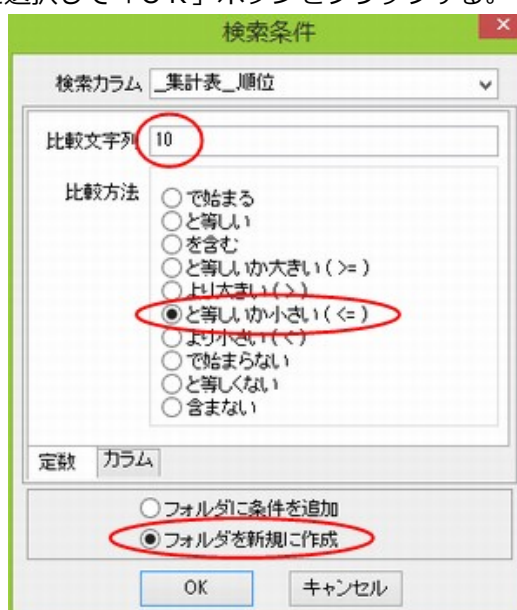 選択して「ＯＫ」ボタンをクリックする。
検索条件
検索カラム _集計表_順位
比較文字列 10
比較方法
で始まる
と等しい
を含む
と等しいか大きい ( >= )
より大きい ( > )
と等しいか小さい ( <= )
より小さい ( < )
で始まらない
と等しくない
含まない
定数 カラム
フォルダに条件を追加
フォルダを新規に作成
OK キャンセル